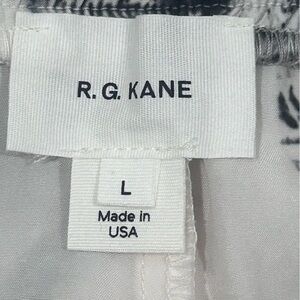 R.G. KANE
L
Made in
USA